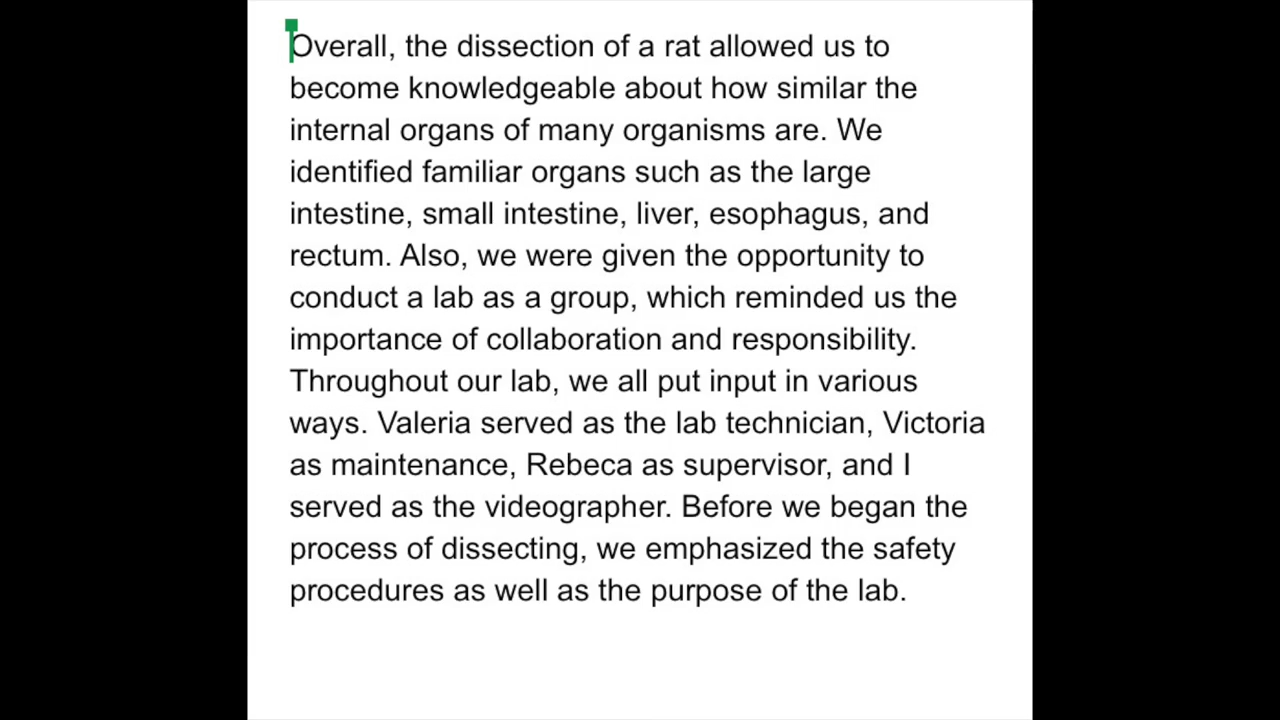 Overall, the dissection of a rat allowed us to
become knowledgeable about how similar the
internal organs of many organisms are. We
identified familiar organs such as the large
intestine, small intestine, liver, esophagus, and
rectum. Also, we were given the opportunity to
conduct a lab as a group, which reminded us the
importance of collaboration and responsibility.
Throughout our lab, we all put input in various
ways. Valeria served as the lab technician, Victoria
as maintenance, Rebeca as supervisor, and I
served as the videographer. Before we began the
process of dissecting, we emphasized the safety
procedures as well as the purpose of the lab.